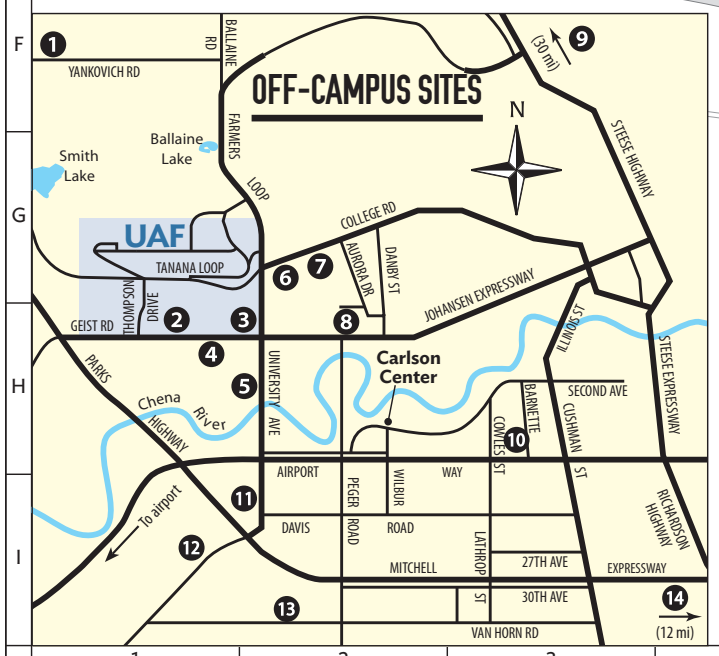 F
1
YANKOVICH RD
BALLAINE
RD
9
(30 mi)
OFF-CAMPUS SITES
N
STEESE HIGHWAY
Smith
Lake
Ballaine
Lake
FARMERS
LOOP
G
UAF
TANANA LOOP
COLLEGE RD
6
7
AURORA DR
DANBY ST
JOHANSEN EXPRESSWAY
THOMPSON
DRIVE
2
3
8
GEIST RD
4
ILLINOIS ST
STEESE EXPRESSWAY
H
PARKS
HIGHWAY
5
UNIVERSITY AVE
Carlson
Center
Chena
River
SECOND AVE
BARNETTE
COWLES ST
10
CUSHMAN ST
AIRPORT
WAY
11
PEGER
ROAD
WILBUR
RICHARDSON
HIGHWAY
To airport
DAVIS
ROAD
I
12
LATHROP ST
27TH AVE
MITCHELL
EXPRESSWAY
30TH AVE
13
14
(12 mi)
VAN HORN RD
1
2
3